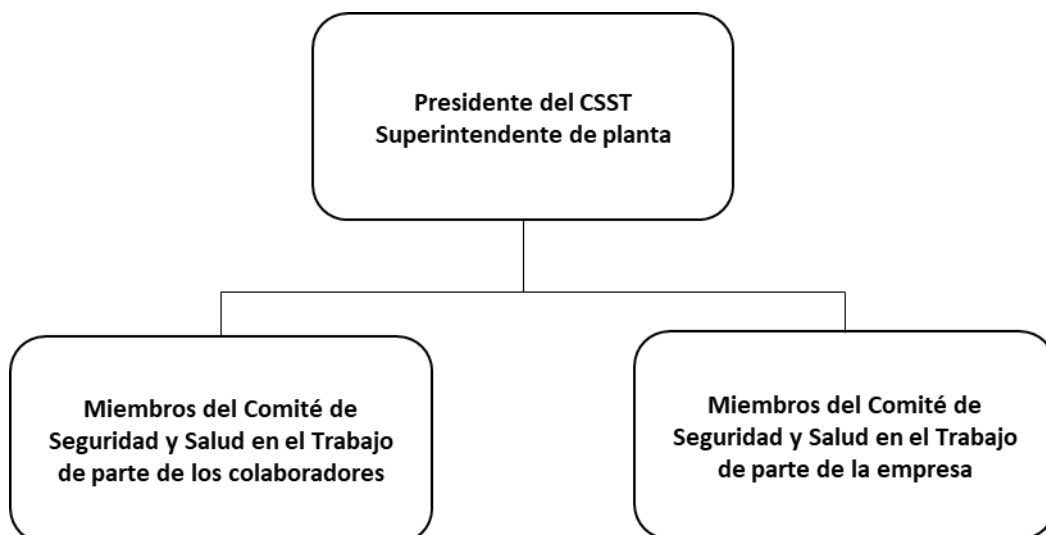 Presidente del CSST
Superintendente de planta
Miembros del Comité de
Seguridad y Salud en el Trabajo
de parte de los colaboradores
Miembros del Comité de
Seguridad y Salud en el Trabajo
de parte de la empresa